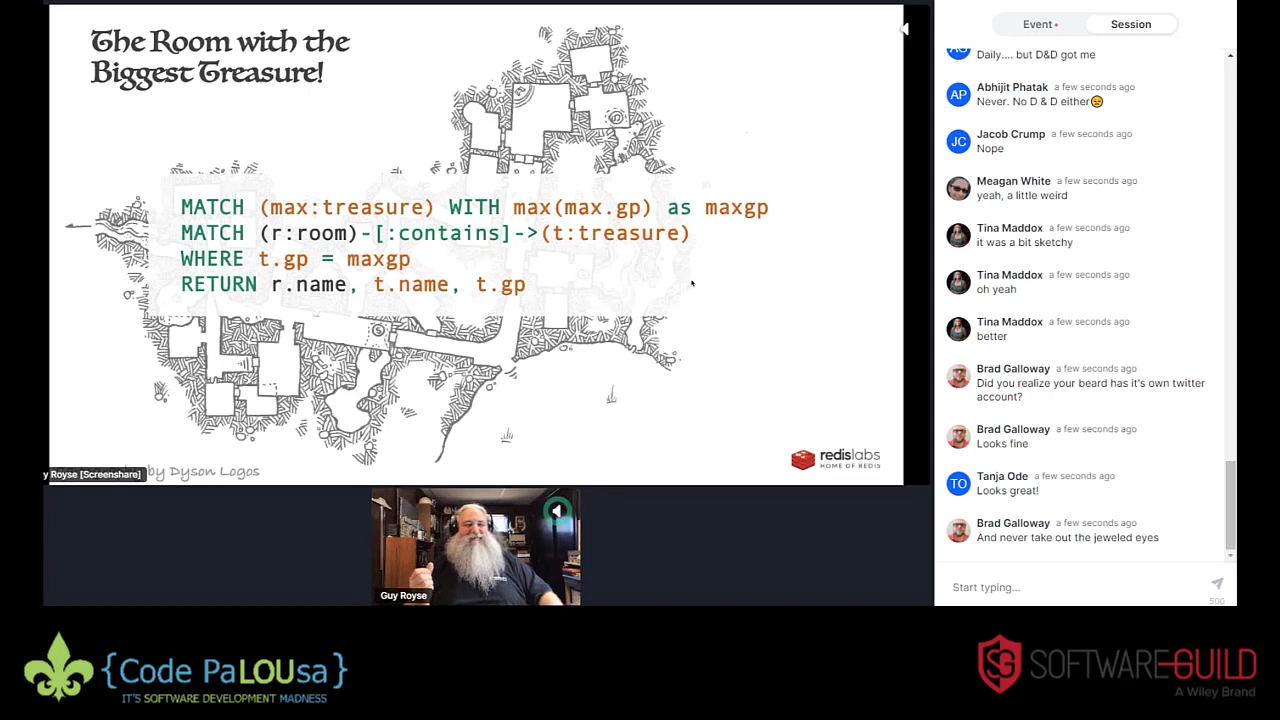 The Room with the
Biggest Treasure!
MATCH (max:treasure) WITH max(max.gp) as maxgp
MATCH (r:room)-[:contains]->(t:treasure)
WHERE t.gp = maxgp
RETURN r.name, t.name, t.gp
y Royse [Screenshare]
by Dyson Logos
redislabs
HOME OF REDIS
Guy Royse
Event
Session
Daily.... but D&D got me
AP
Abhijit Phatak a few seconds ago
Never. No D & D either😣
JC
Jacob Crump a few seconds ago
Nope
Meagan White a few seconds ago
yeah, a little weird
Tina Maddox a few seconds ago
it was a bit sketchy
Tina Maddox a few seconds ago
oh yeah
Tina Maddox a few seconds ago
better
Brad Galloway a few seconds ago
Did you realize your beard has it's own twitter
account?
Brad Galloway a few seconds ago
Looks fine
TO
Tanja Ode a few seconds ago
Looks great!
Brad Galloway a few seconds ago
And never take out the jeweled eyes
Start typing...
500
{Code PaLOUsa}
IT'S SOFTWARE DEVELOPMENT MADNESS
SG
SOFTWARE GUILD
A Wiley Brand